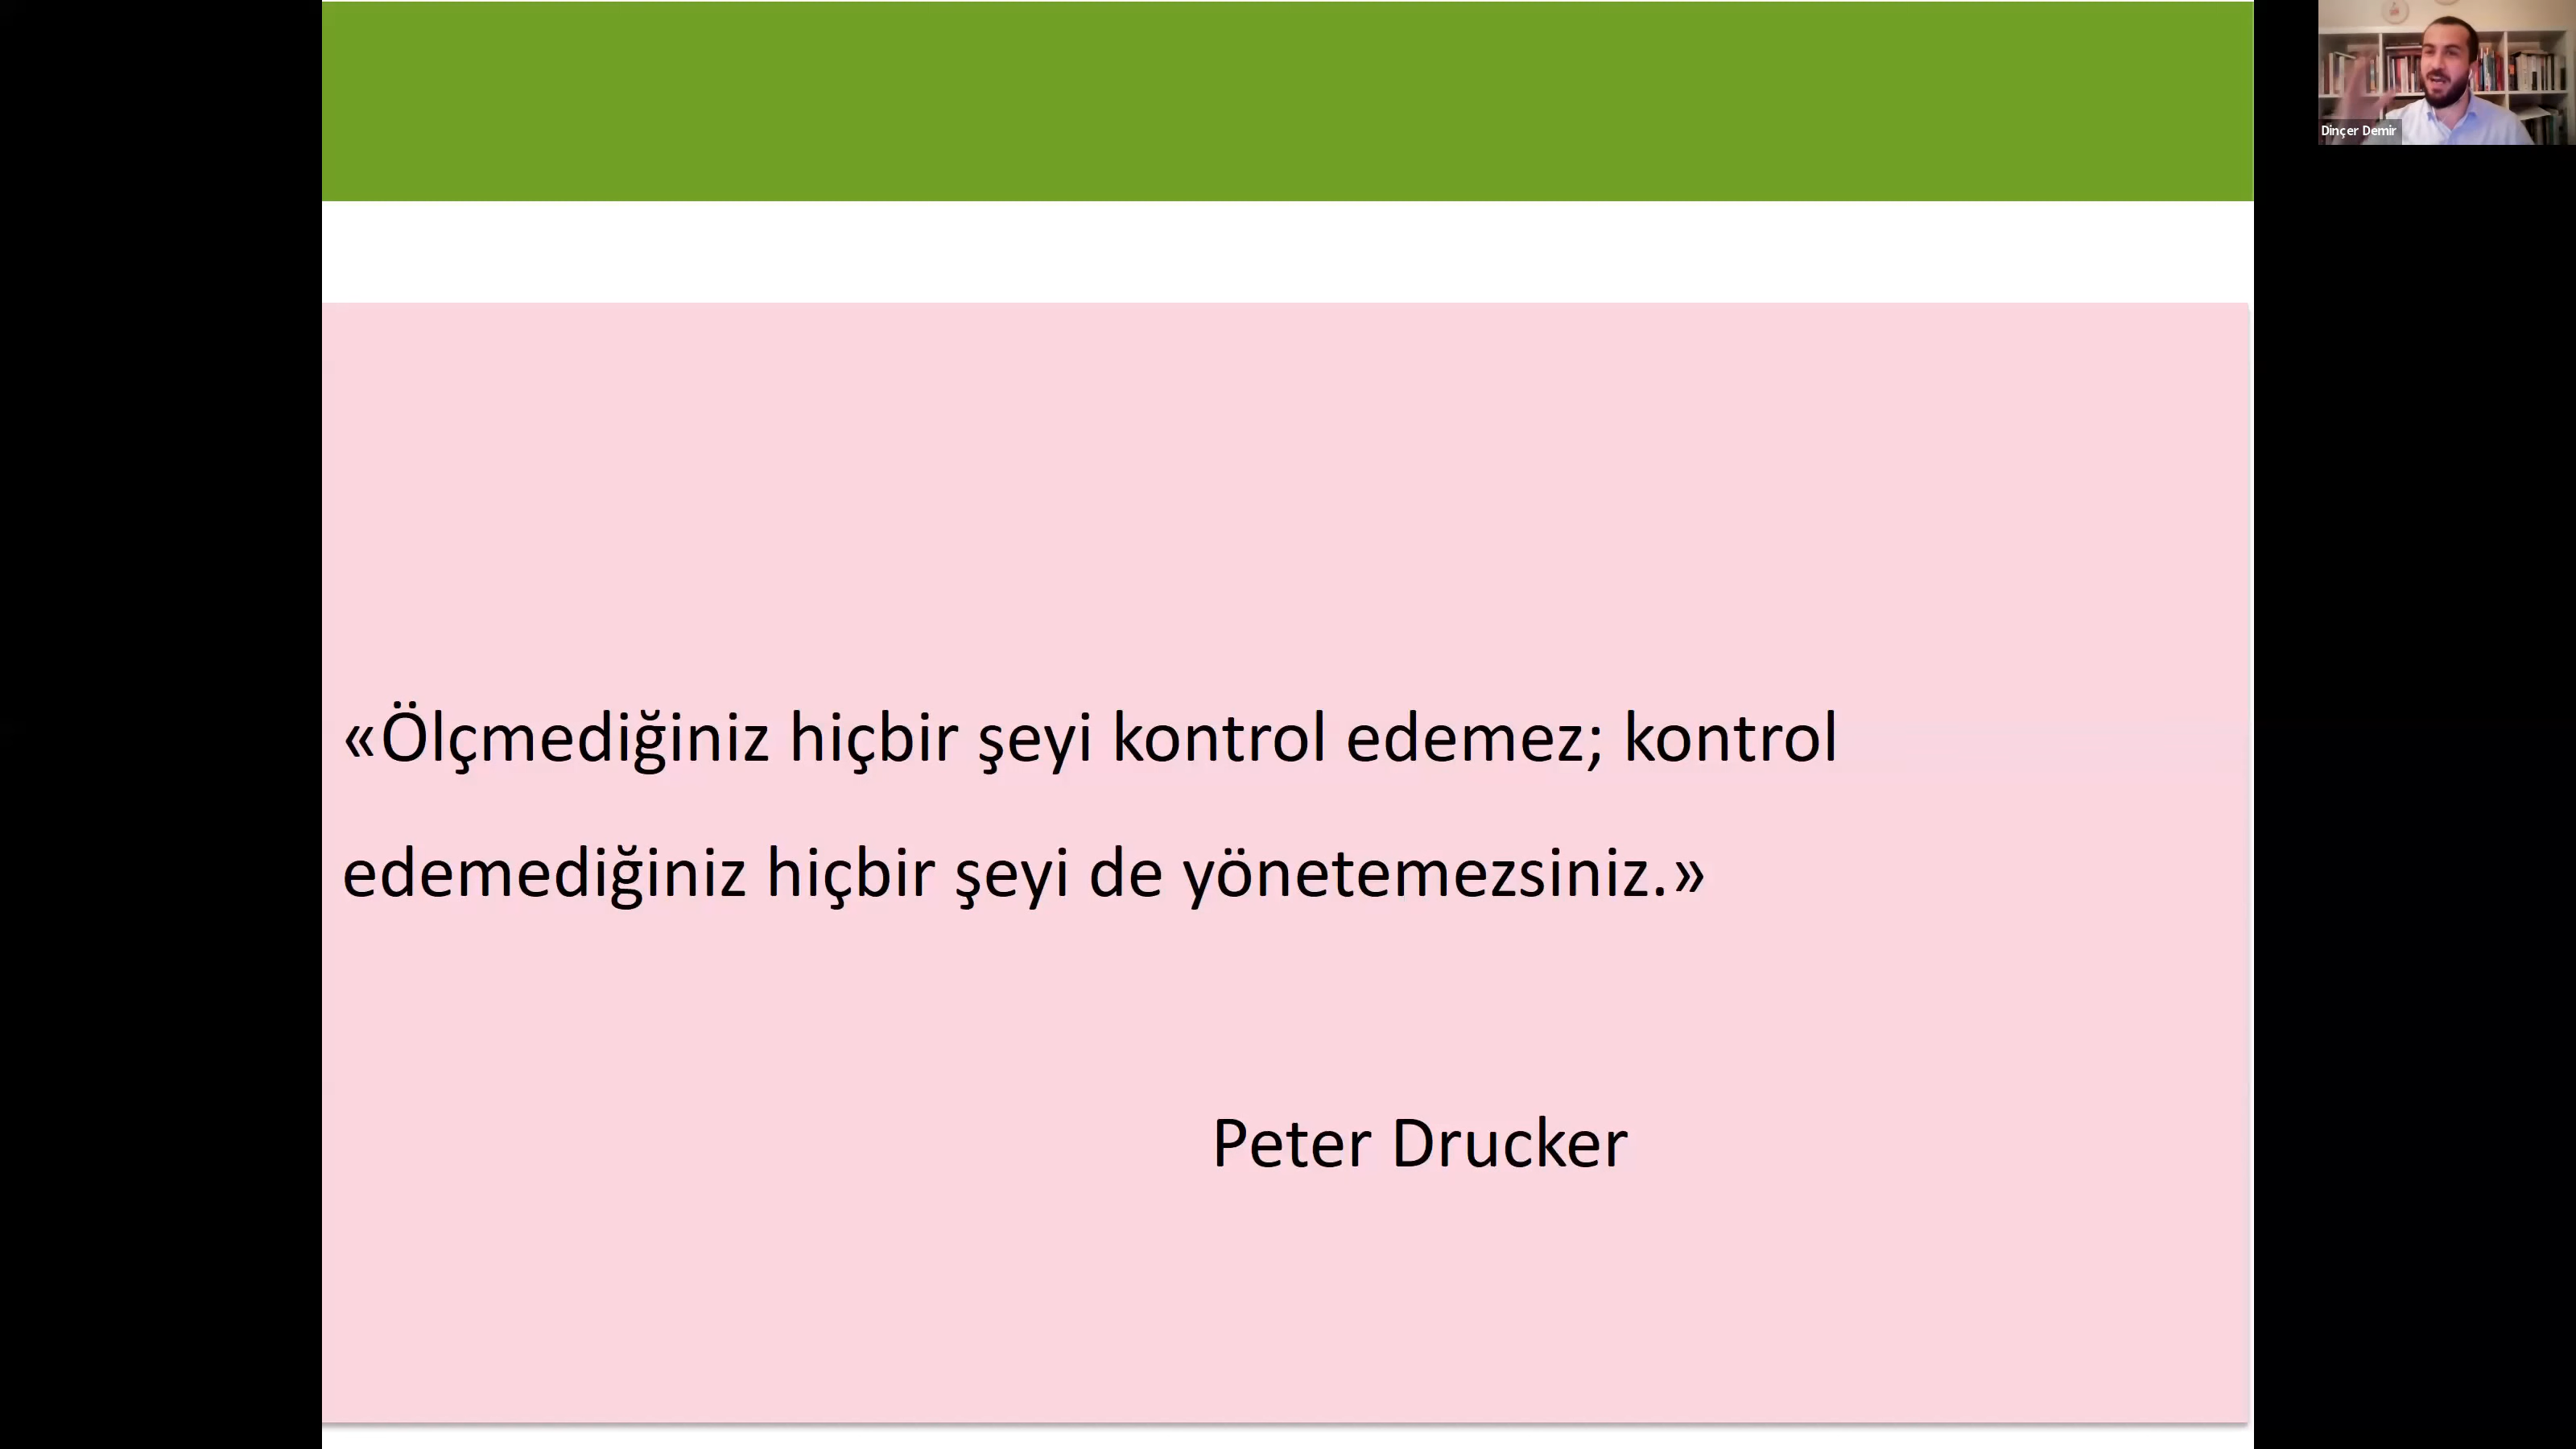 Dinçer Demir
«Ölçmediğiniz hiçbir şeyi kontrol edemez; kontrol
edemediğiniz hiçbir şeyi de yönetemezsiniz.»
Peter Drucker